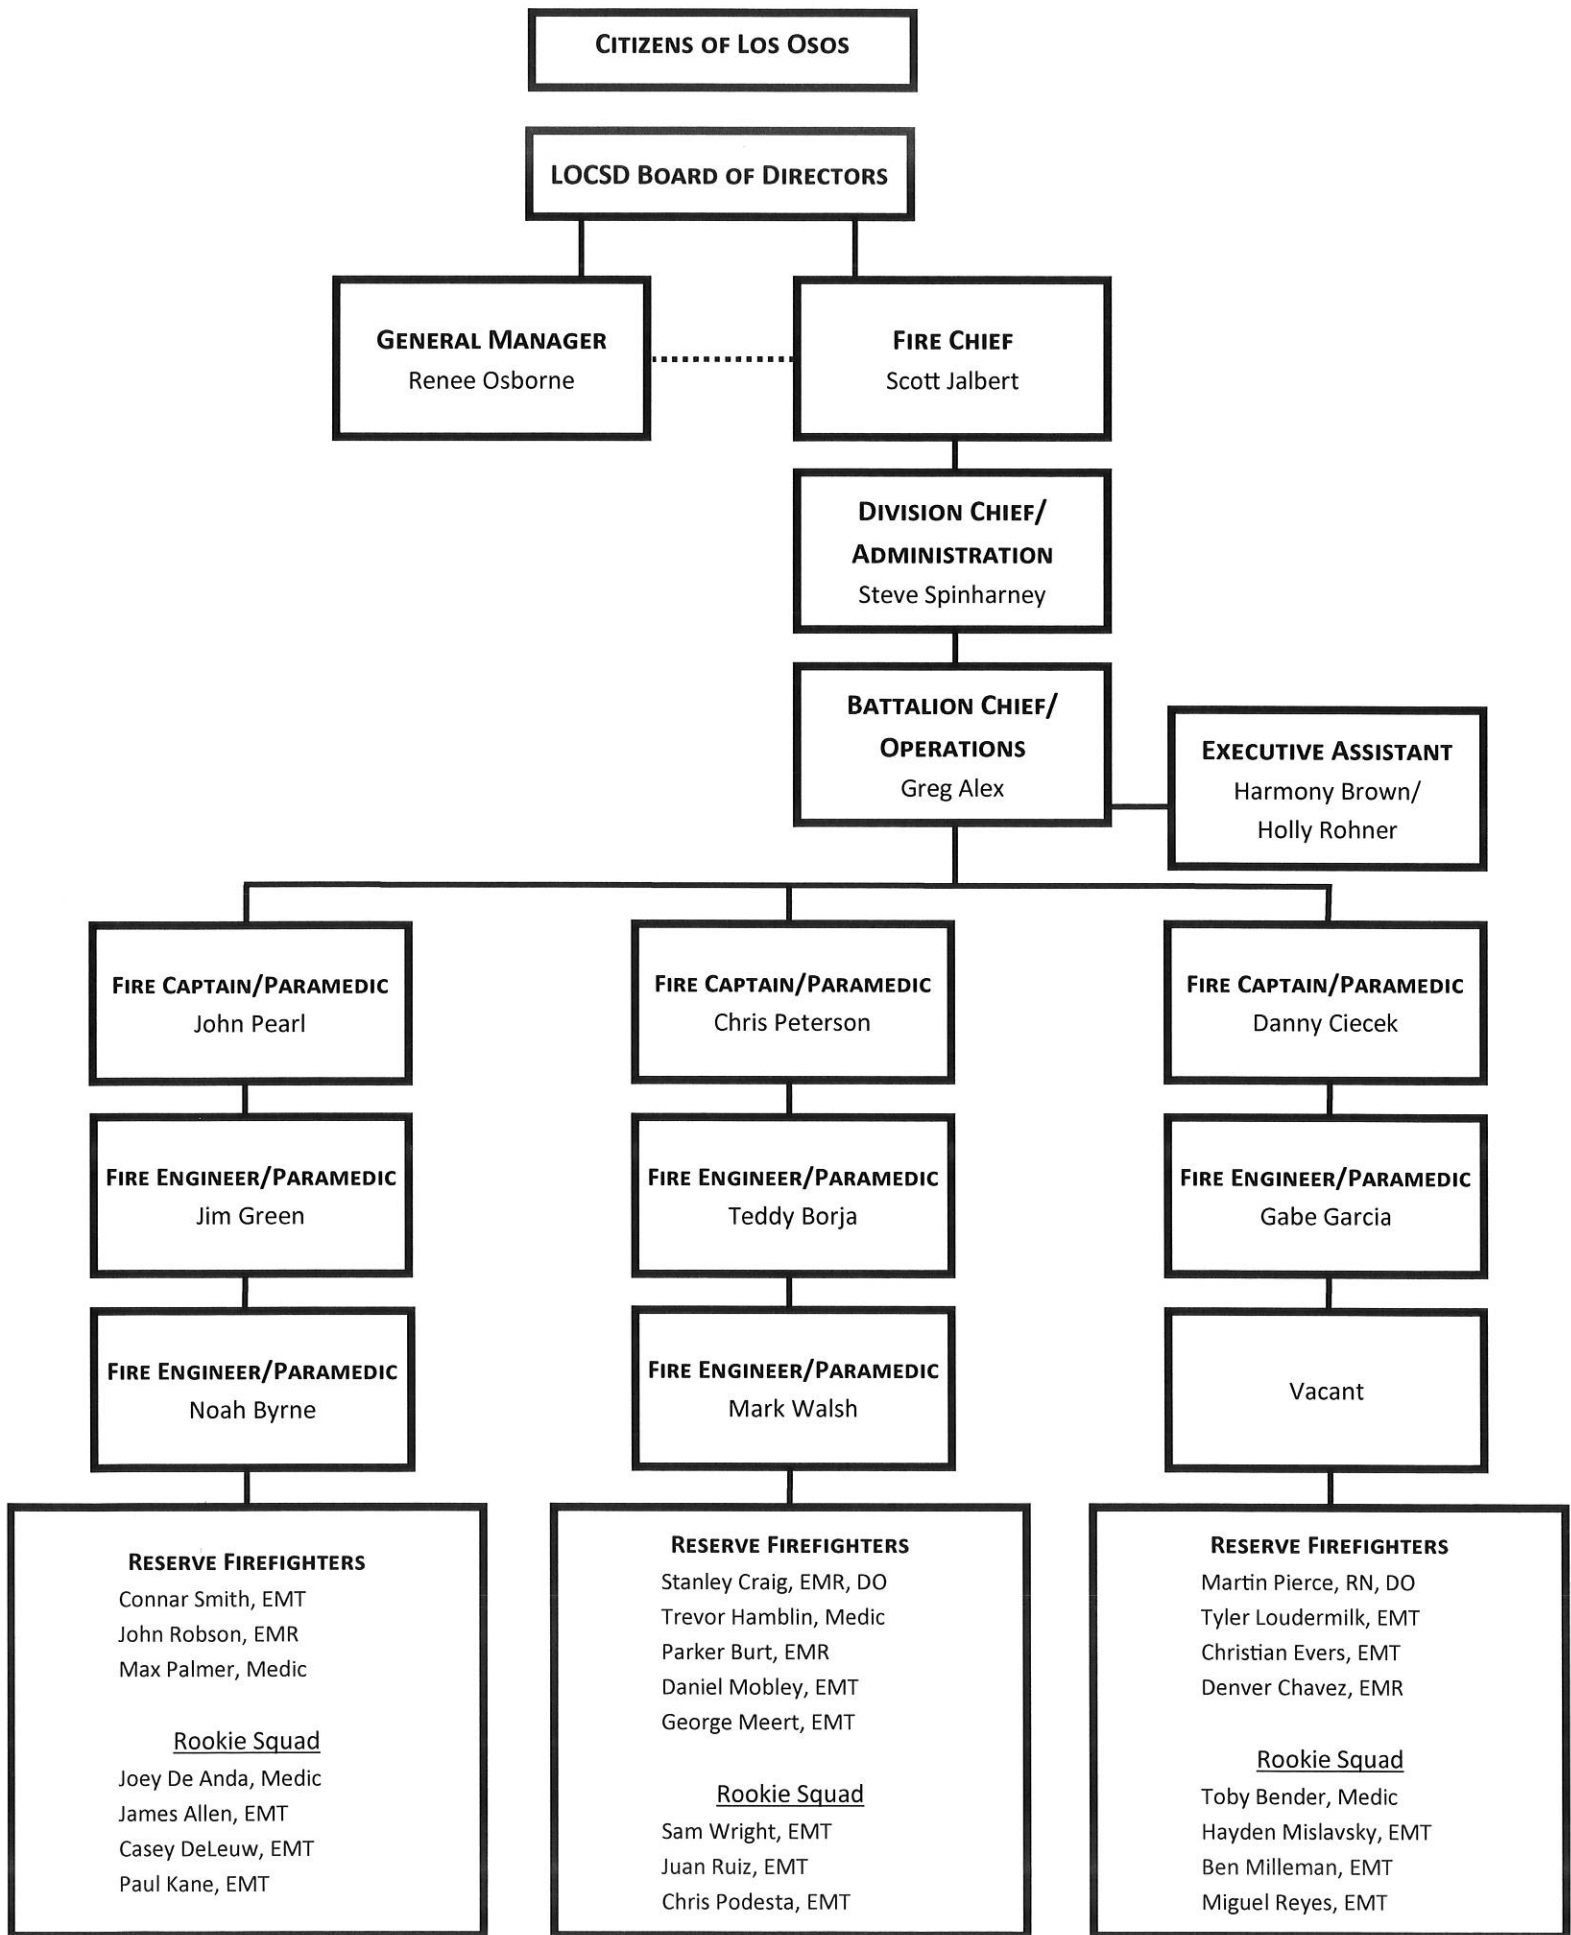 CITIZENS OF LOS OSOS
LOCSD BOARD OF DIRECTORS
GENERAL MANAGER
Renee Osborne
FIRE CHIEF
Scott Jalbert
DIVISION CHIEF/
ADMINISTRATION
Steve Spinharney
BATTALION CHIEF/
OPERATIONS
Greg Alex
EXECUTIVE ASSISTANT
Harmony Brown/
Holly Rohner
FIRE CAPTAIN/PARAMEDIC
John Pearl
FIRE CAPTAIN/PARAMEDIC
Chris Peterson
FIRE CAPTAIN/PARAMEDIC
Danny Ciecek
FIRE ENGINEER/PARAMEDIC
Jim Green
FIRE ENGINEER/PARAMEDIC
Teddy Borja
FIRE ENGINEER/PARAMEDIC
Gabe Garcia
FIRE ENGINEER/PARAMEDIC
Noah Byrne
FIRE ENGINEER/PARAMEDIC
Mark Walsh
Vacant
RESERVE FIREFIGHTERS
Connar Smith, EMT
John Robson, EMR
Max Palmer, Medic
Rookie Squad
Joey De Anda, Medic
James Allen, EMT
Casey DeLeuw, EMT
Paul Kane, EMT
RESERVE FIREFIGHTERS
Stanley Craig, EMR, DO
Trevor Hamblin, Medic
Parker Burt, EMR
Daniel Mobley, EMT
George Meert, EMT
Rookie Squad
Sam Wright, EMT
Juan Ruiz, EMT
Chris Podesta, EMT
RESERVE FIREFIGHTERS
Martin Pierce, RN, DO
Tyler Loudermilk, EMT
Christian Evers, EMT
Denver Chavez, EMR
Rookie Squad
Toby Bender, Medic
Hayden Mislavsky, EMT
Ben Milleman, EMT
Miguel Reyes, EMT